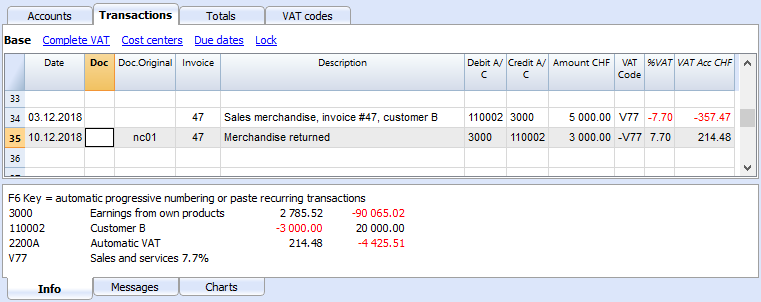 Accounts Transactions Totals VAT codes
Base Complete VAT Cost centers Due dates Lock
Date Doc Doc.Original Invoice Description Debit A/C Credit A/C Amount CHF VAT Code %VAT VAT Acc CHF
33
34 03.12.2018 47 Sales merchandise, invoice #47, customer B 110002 3000 5 000.00 V77 -7.70 -357.47
35 10.12.2018 nc01 47 Merchandise returned 3000 110002 3 000.00 -V77 7.70 214.48
36
F6 Key = automatic progressive numbering or paste recurring transactions
3000 Earnings from own products 2 785.52 -90 065.02
110002 Customer B -3 000.00 20 000.00
2200A Automatic VAT 214.48 -4 425.51
V77 Sales and services 7.7%
Info Messages Charts